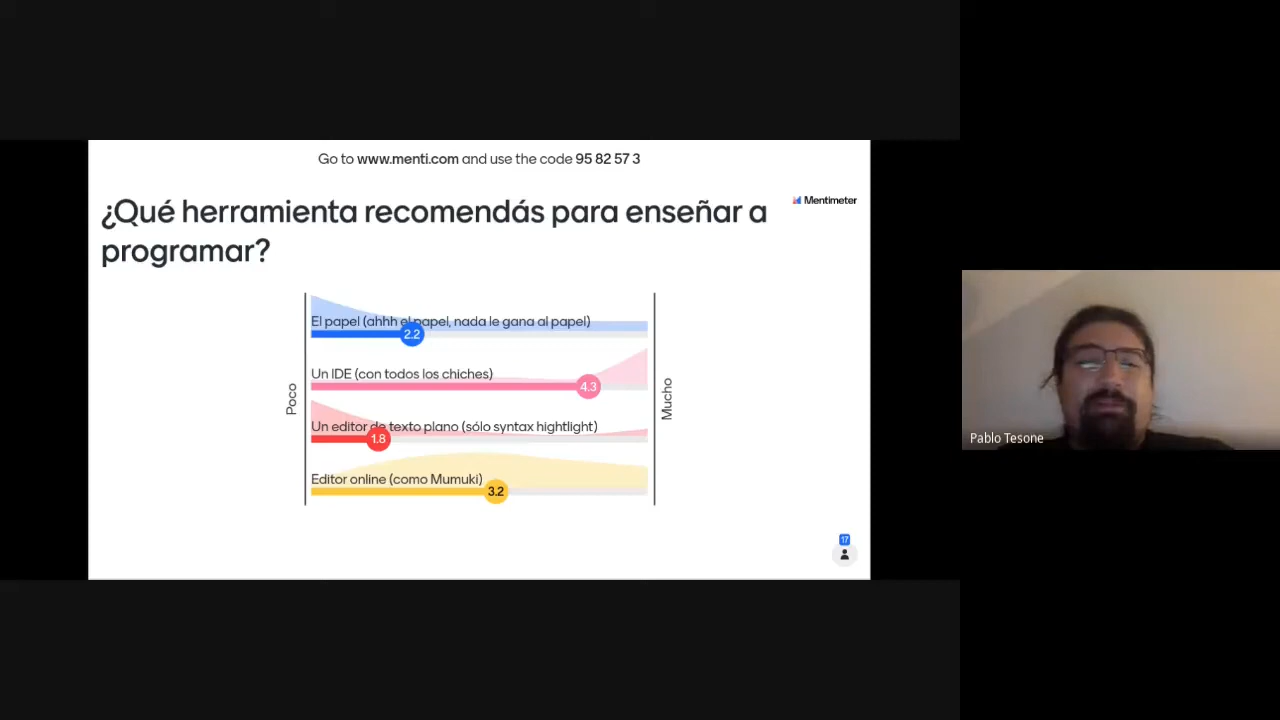 Go to www.menti.com and use the code 95 82 57 3
¿Qué herramienta recomendás para enseñar a
programar?
Mentimeter
El papel (ahhh el papel, nada le gana al papel)
2.2
Un IDE (con todos los chiches)
4.3
Poco
Mucho
Un editor de texto plano (sólo syntax hightlight)
1.8
Editor online (como Mumuki)
3.2
17
Pablo Tesone